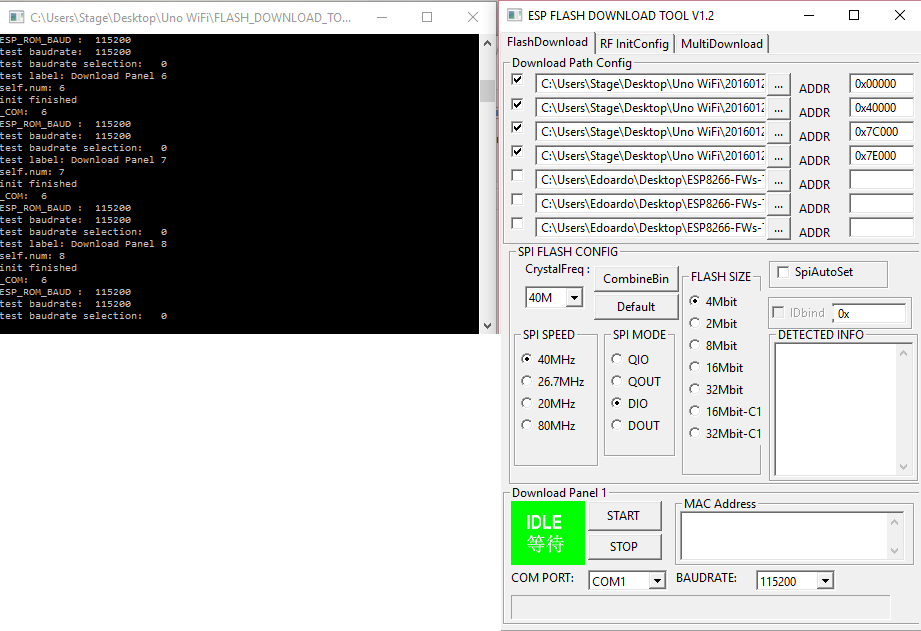 C:\Users\Stage\Desktop\Uno WiFi\FLASH_DOWNLOAD_TO...
ESP_ROM_BAUD :  115200
test baudrate:  115200
test baudrate selection:   0
test label: Download Panel 6
self.num: 6
init finished
_COM:  6
ESP_ROM_BAUD :  115200
test baudrate:  115200
test baudrate selection:   0
test label: Download Panel 7
self.num: 7
init finished
_COM:  6
ESP_ROM_BAUD :  115200
test baudrate:  115200
test baudrate selection:   0
test label: Download Panel 8
self.num: 8
init finished
_COM:  6
ESP_ROM_BAUD :  115200
test baudrate:  115200
test baudrate selection:   0
ESP FLASH DOWNLOAD TOOL V1.2
FlashDownload RF InitConfig MultiDownload
Download Path Config
C:\Users\Stage\Desktop\Uno WiFi\201601 ... ADDR 0x00000
C:\Users\Stage\Desktop\Uno WiFi\201601 ... ADDR 0x40000
C:\Users\Stage\Desktop\Uno WiFi\201601 ... ADDR 0x7C000
C:\Users\Stage\Desktop\Uno WiFi\201601 ... ADDR 0x7E000
C:\Users\Edoardo\Desktop\ESP8266-FWs- ... ADDR
C:\Users\Edoardo\Desktop\ESP8266-FWs- ... ADDR
C:\Users\Edoardo\Desktop\ESP8266-FWs- ... ADDR
SPI FLASH CONFIG
CrystalFreq :
40M
CombineBin
Default
SPI SPEED
40MHz
26.7MHz
20MHz
80MHz
SPI MODE
QIO
QOUT
DIO
DOUT
FLASH SIZE
4Mbit
2Mbit
8Mbit
16Mbit
32Mbit
16Mbit-C1
32Mbit-C1
SpiAutoSet
IDbind 0x
DETECTED INFO
Download Panel 1
IDLE
等待
START
STOP
MAC Address
COM PORT: COM1 BAUDRATE: 115200